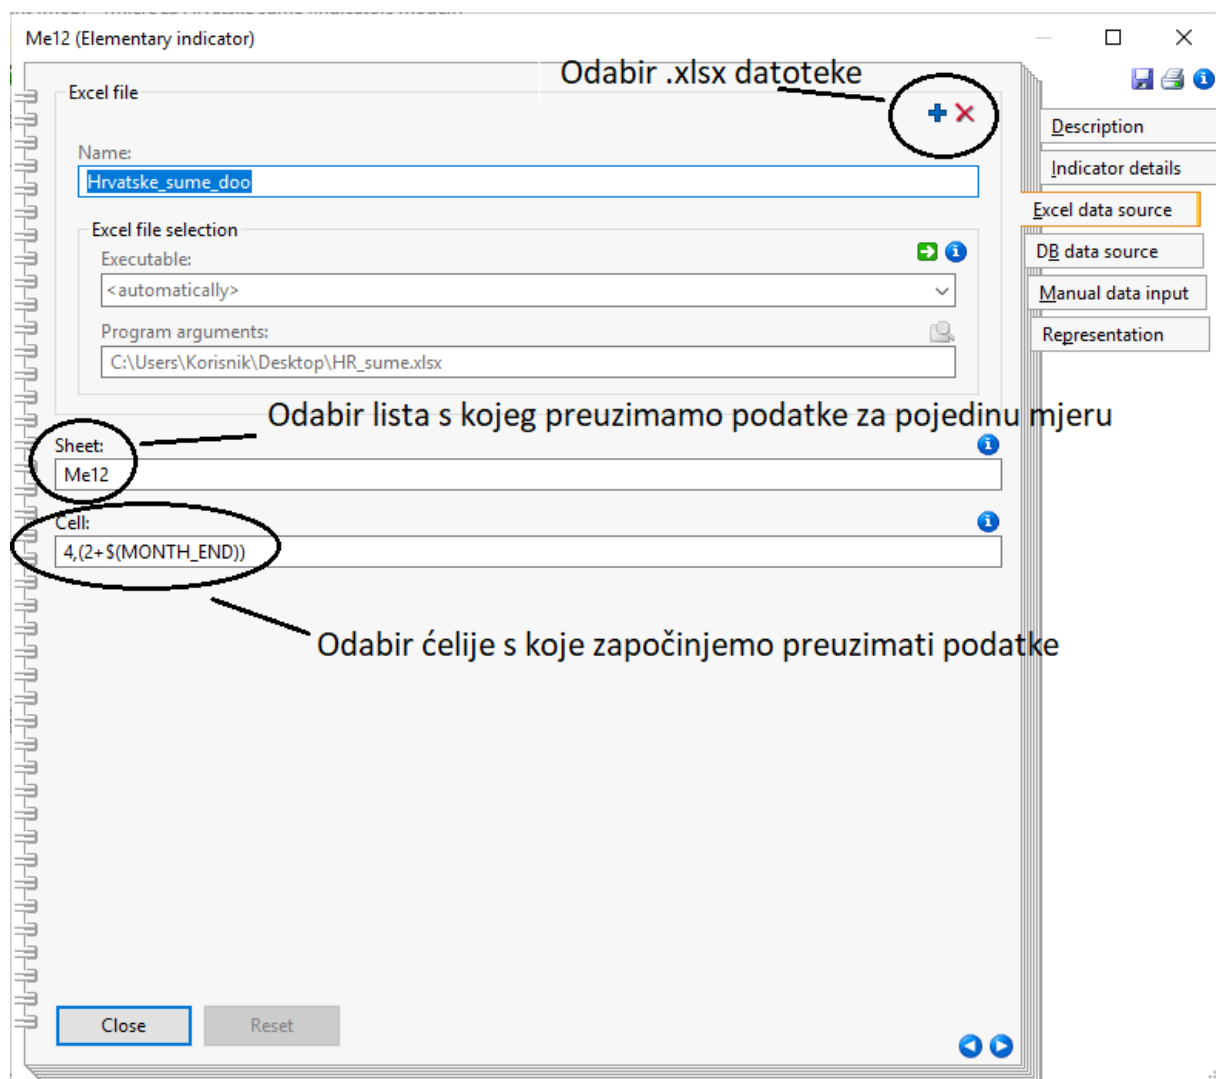 Me12 (Elementary indicator)
Odabir .xlsx datoteke
Excel file
Name:
Hrvatske_sume_doo
Excel file selection
Executable:
<automatically>
Program arguments:
C:\Users\Korisnik\Desktop\HR_sume.xlsx
Odabir lista s kojeg preuzimamo podatke za pojedinu mjeru
Sheet:
Me12
Cell:
4,(2+$(MONTH_END))
Odabir ćelije s koje započinjemo preuzimati podatke
Close
Reset
Description
Indicator details
Excel data source
DB data source
Manual data input
Representation